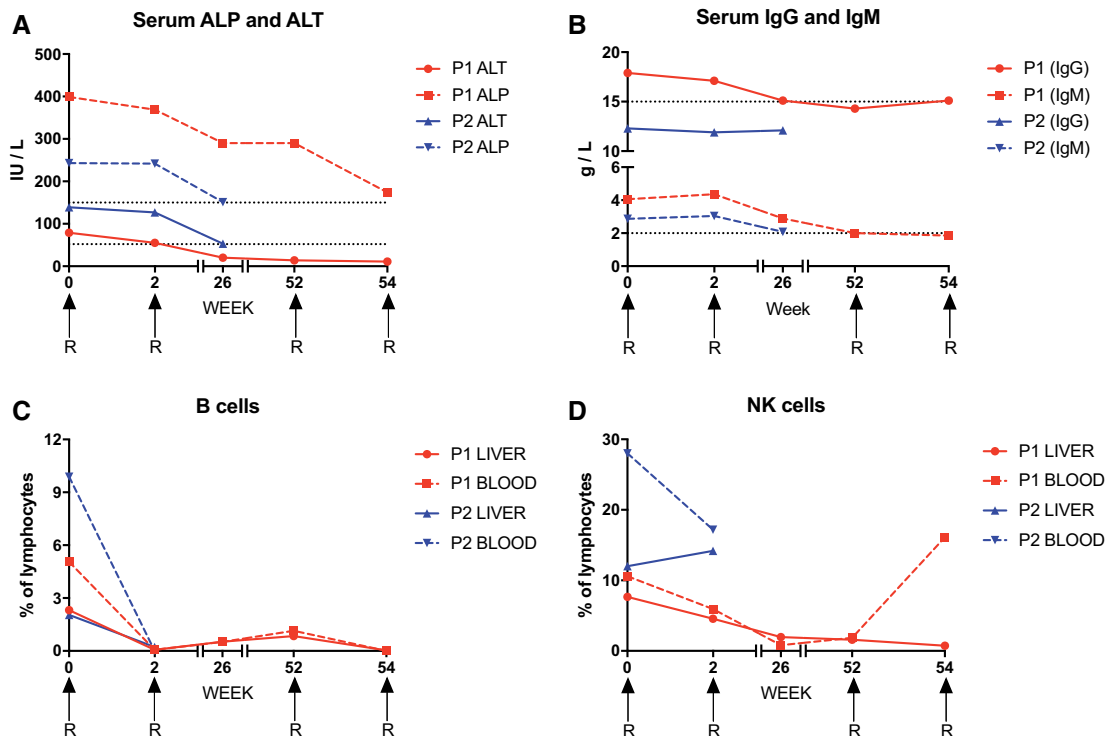 A
Serum ALP and ALT
500
400
300
200
100
0
IU / L
0 2 26 52 54
WEEK
R R R R
P1 ALT
P1 ALP
P2 ALT
P2 ALP
B
Serum IgG and IgM
20
15
10
6
4
2
0
g / L
0 2 26 52 54
Week
R R R R
P1 (IgG)
P1 (IgM)
P2 (IgG)
P2 (IgM)
C
B cells
12
9
6
3
0
% of lymphocytes
0 2 26 52 54
WEEK
R R R R
P1 LIVER
P1 BLOOD
P2 LIVER
P2 BLOOD
D
NK cells
30
20
10
0
% of lymphocytes
0 2 26 52 54
WEEK
R R R R
P1 LIVER
P1 BLOOD
P2 LIVER
P2 BLOOD